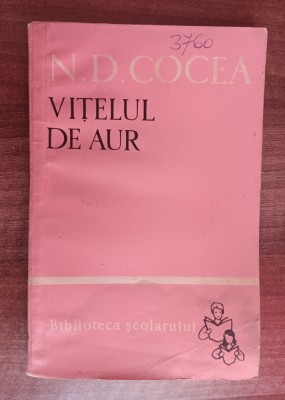 3760
N. D. COCEA
VIȚELUL
DE AUR
Biblioteca școlarului